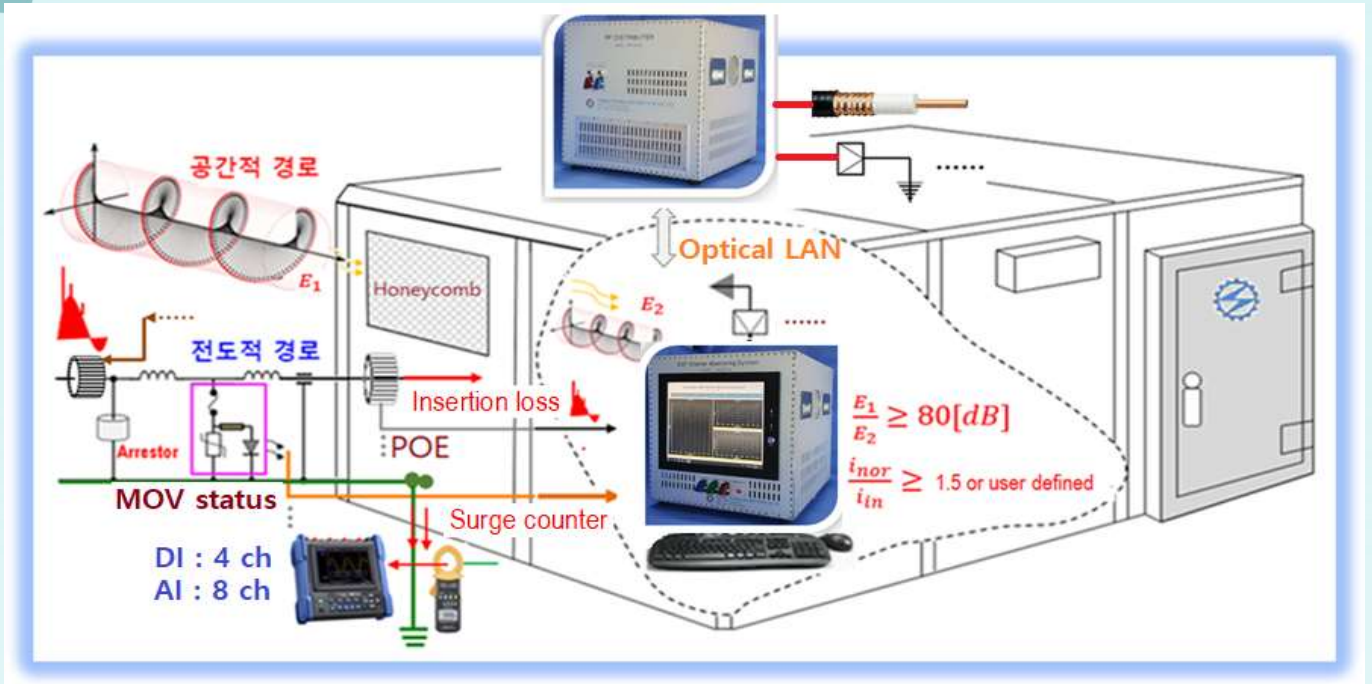 RF DISTRIBUTER
공간적 경로
E₁
Honeycomb
Optical LAN
E₂
전도적 경로
Insertion loss
POE
Arrestor
MOV status
Surge counter
DI : 4 ch
AI : 8 ch
E₁/E₂ ≥ 80[dB]
i_nor/i_in ≥ 1.5 or user defined